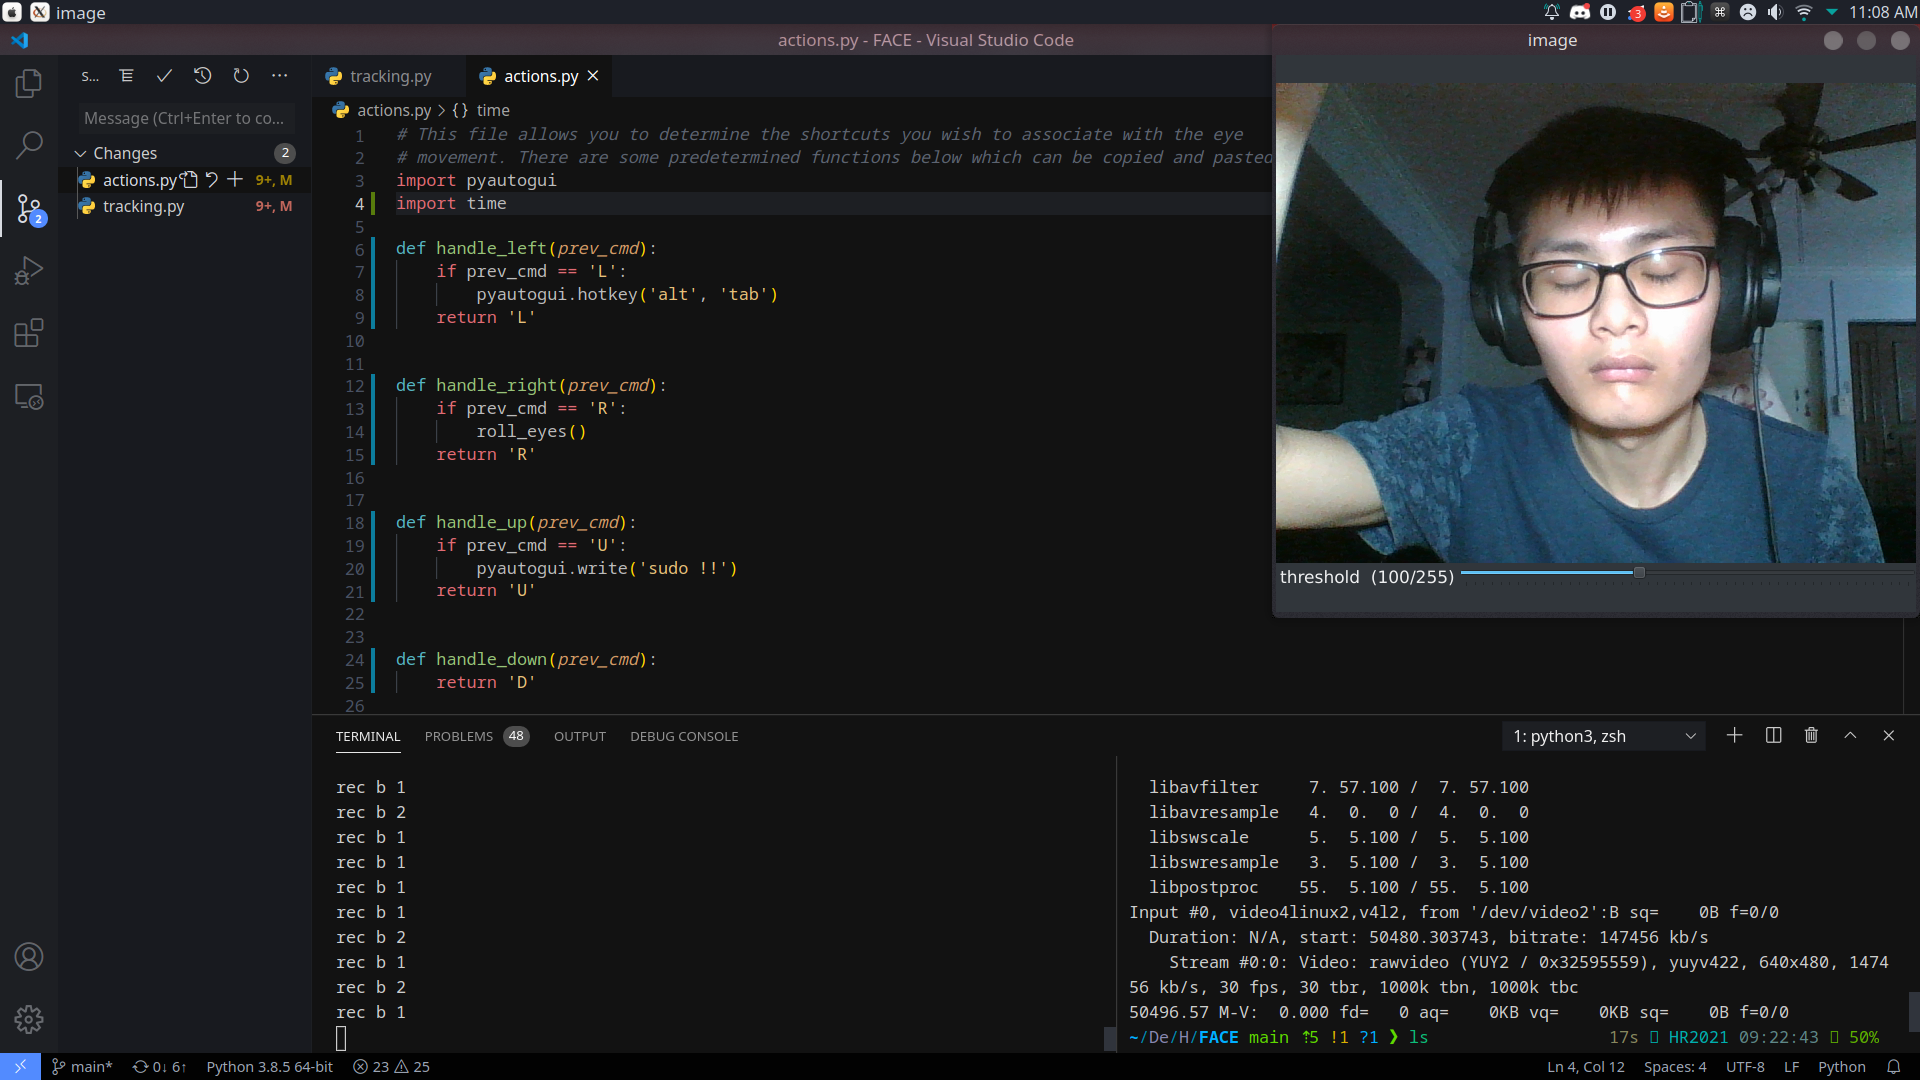 image
3
11:08 AM
actions.py - FACE - Visual Studio Code
image
S...
tracking.py
actions.py
actions.py > {} time
Message (Ctrl+Enter to co...
Changes
2
actions.py
9+, M
tracking.py
9+, M
2
1 # This file allows you to determine the shortcuts you wish to associate with the eye
2 # movement. There are some predetermined functions below which can be copied and pasted
3 import pyautogui
4 import time
5
6 def handle_left(prev_cmd):
7 if prev_cmd == 'L':
8 pyautogui.hotkey('alt', 'tab')
9 return 'L'
10
11
12 def handle_right(prev_cmd):
13 if prev_cmd == 'R':
14 roll_eyes()
15 return 'R'
16
17
18 def handle_up(prev_cmd):
19 if prev_cmd == 'U':
20 pyautogui.write('sudo !!')
21 return 'U'
22
23
24 def handle_down(prev_cmd):
25 return 'D'
26
threshold (100/255)
TERMINAL
PROBLEMS 48
OUTPUT
DEBUG CONSOLE
1: python3, zsh
rec b 1
rec b 2
rec b 1
rec b 1
rec b 1
rec b 1
rec b 2
rec b 1
rec b 2
rec b 1
libavfilter 7. 57.100 / 7. 57.100
libavresample 4. 0. 0 / 4. 0. 0
libswscale 5. 5.100 / 5. 5.100
libswresample 3. 5.100 / 3. 5.100
libpostproc 55. 5.100 / 55. 5.100
Input #0, video4linux2,v4l2, from '/dev/video2':B sq= 0B f=0/0
Duration: N/A, start: 50480.303743, bitrate: 147456 kb/s
Stream #0:0: Video: rawvideo (YUY2 / 0x32595559), yuyv422, 640x480, 1474
56 kb/s, 30 fps, 30 tbr, 1000k tbn, 1000k tbc
50496.57 M-V: 0.000 fd= 0 aq= 0KB vq= 0KB sq= 0B f=0/0
~/De/H/FACE main ⇡5 !1 ?1 ❯ ls
17s HR2021 09:22:43 50%
main*
0↓ 6↑
Python 3.8.5 64-bit
23 25
Ln 4, Col 12
Spaces: 4
UTF-8
LF
Python